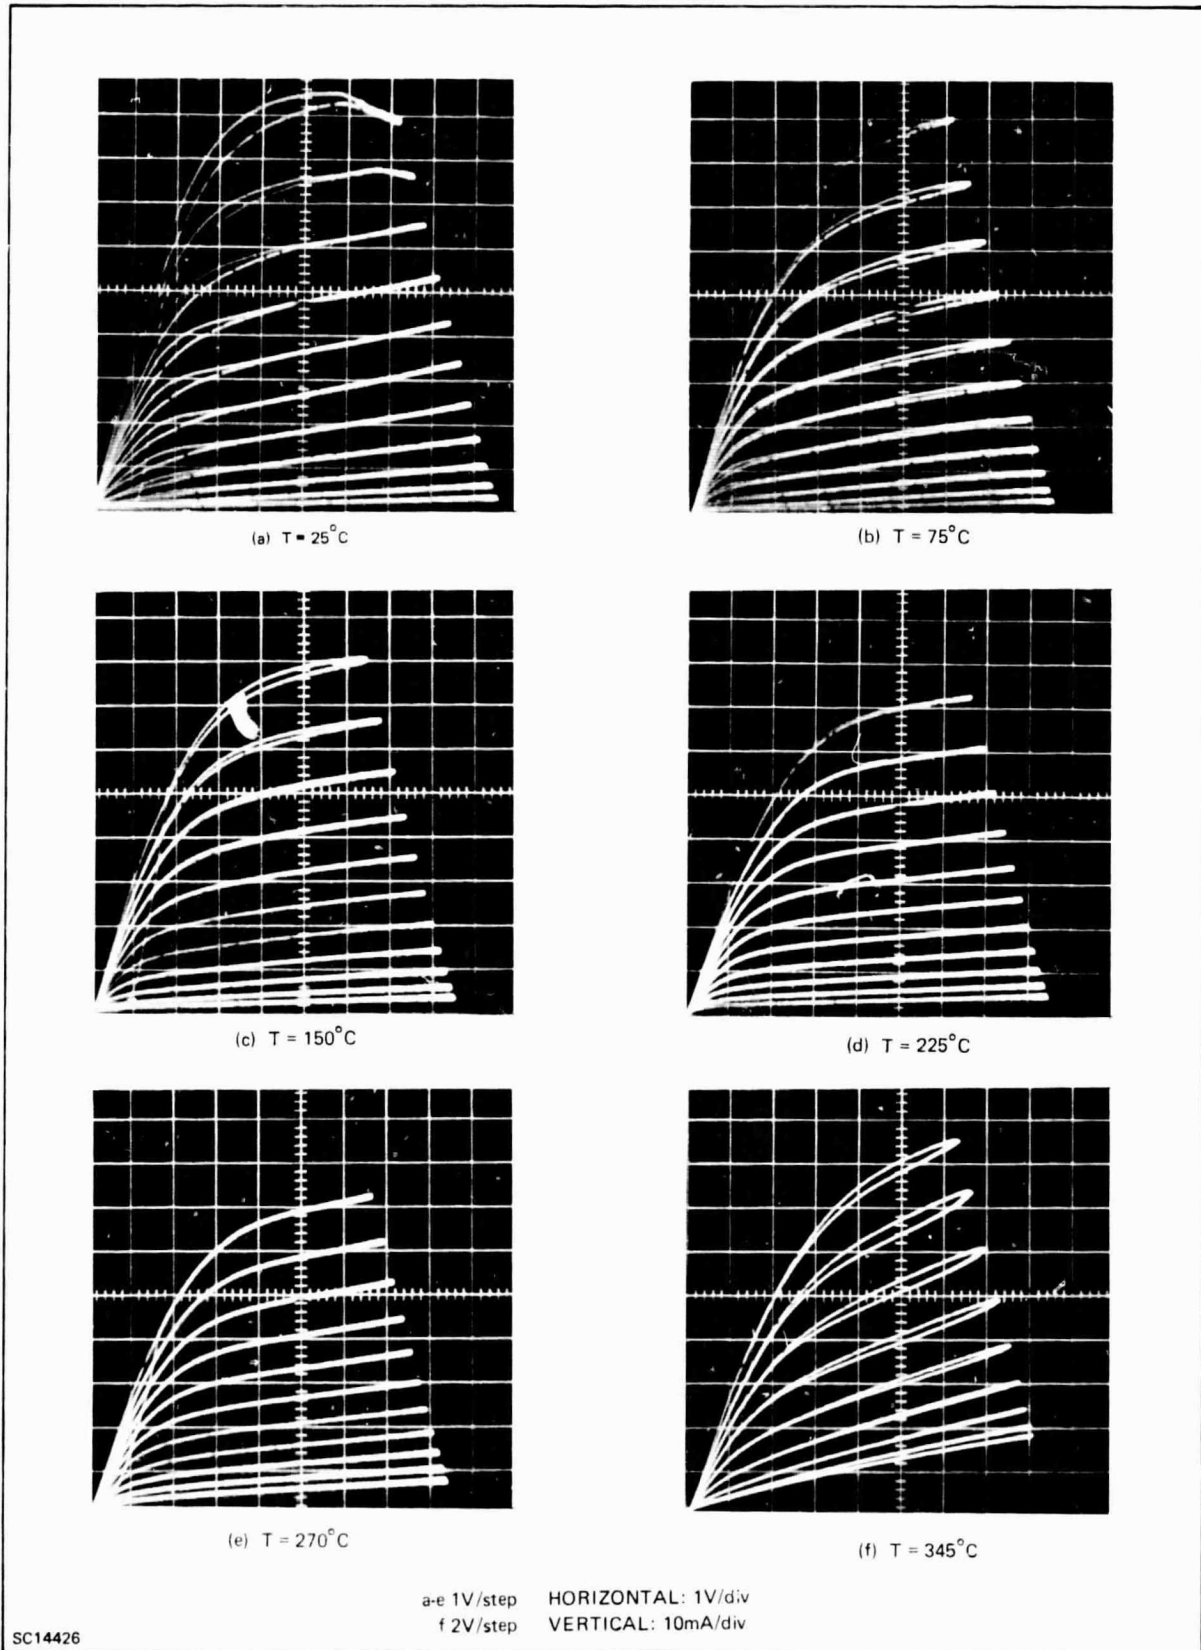 (a) T = 25°C
(b) T = 75°C
(c) T = 150°C
(d) T = 225°C
(e) T = 270°C
(f) T = 345°C
a-e 1V/step HORIZONTAL: 1V/div
f 2V/step VERTICAL: 10mA/div
SC14426